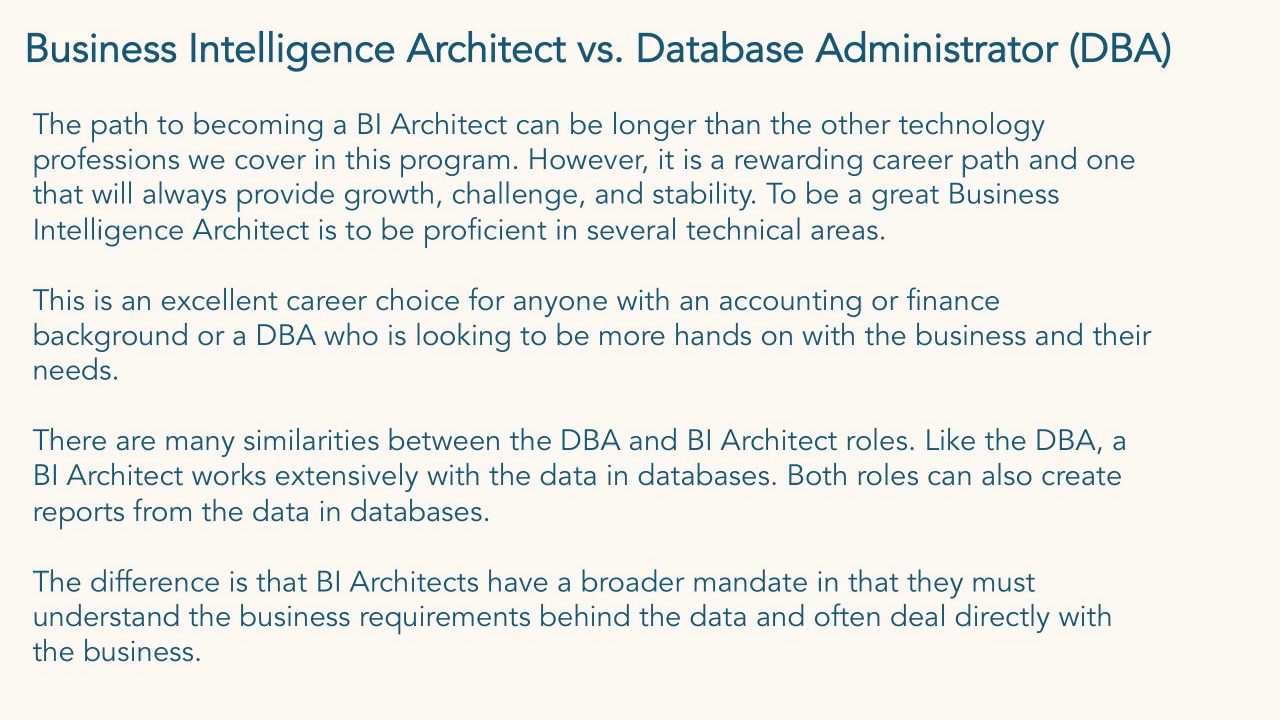 Business Intelligence Architect vs. Database Administrator (DBA)
The path to becoming a BI Architect can be longer than the other technology
professions we cover in this program. However, it is a rewarding career path and one
that will always provide growth, challenge, and stability. To be a great Business
Intelligence Architect is to be proficient in several technical areas.
This is an excellent career choice for anyone with an accounting or finance
background or a DBA who is looking to be more hands on with the business and their
needs.
There are many similarities between the DBA and BI Architect roles. Like the DBA, a
BI Architect works extensively with the data in databases. Both roles can also create
reports from the data in databases.
The difference is that BI Architects have a broader mandate in that they must
understand the business requirements behind the data and often deal directly with
the business.